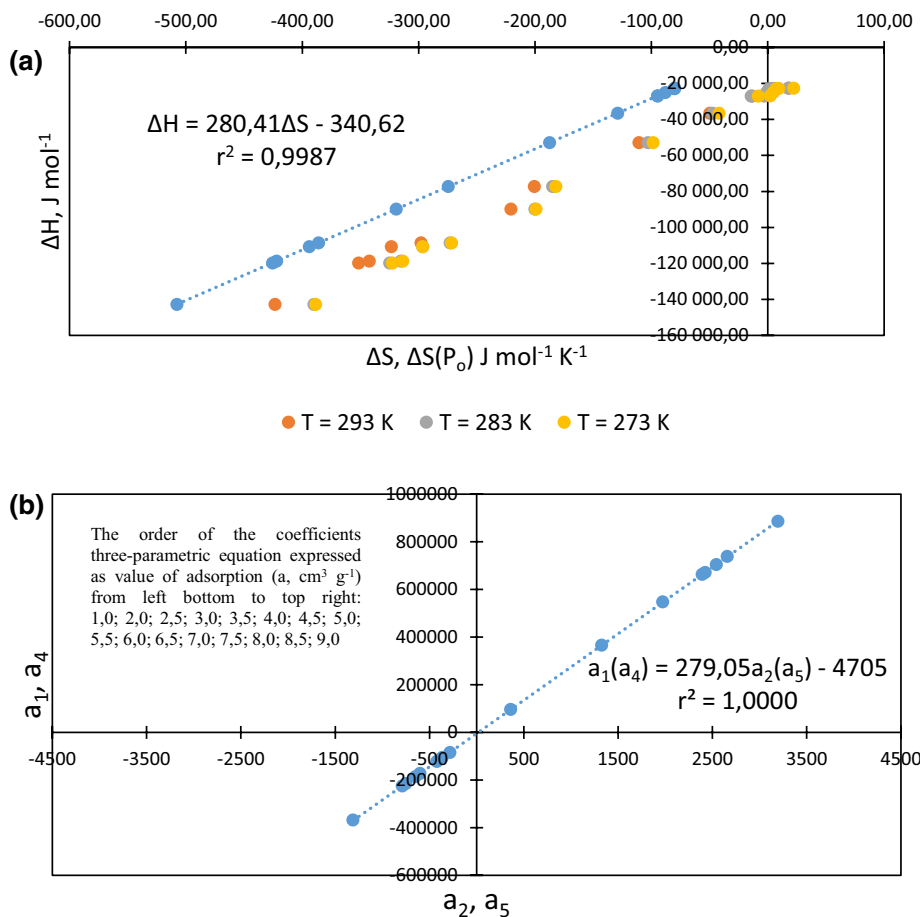 -600,00 -500,00 -400,00 -300,00 -200,00 -100,00 0,00 100,00
(a)
0,00
-20 000,00
-40 000,00
-60 000,00
-80 000,00
-100 000,00
-120 000,00
-140 000,00
-160 000,00
ΔH = 280,41ΔS - 340,62
r² = 0,9987
ΔH, J mol⁻¹
ΔS, ΔS(Pₒ) J mol⁻¹ K⁻¹
T = 293 K T = 283 K T = 273 K
(b)
1000000
800000
600000
400000
200000
0
-200000
-400000
-600000
The order of the coefficients
three-parametric equation expressed
as value of adsorption (a, cm³ g⁻¹)
from left bottom to top right:
1,0; 2,0; 2,5; 3,0; 3,5; 4,0; 4,5; 5,0;
5,5; 6,0; 6,5; 7,0; 7,5; 8,0; 8,5; 9,0
a₁(a₄) = 279,05a₂(a₅) - 4705
r² = 1,0000
a₁, a₄
-4500 -3500 -2500 -1500 -500 500 1500 2500 3500 4500
a₂, a₅